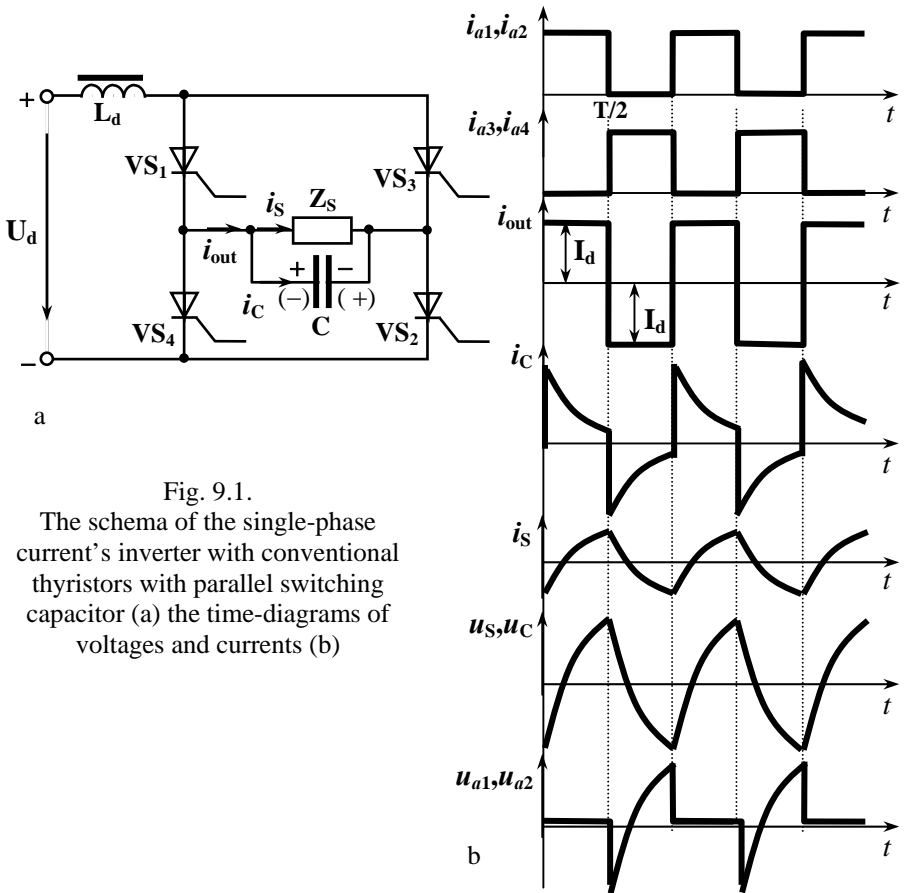 +
L_d
VS_1
VS_3
i_S
Z_S
U_d
i_out
+
−
i_C
(−)
(+)
C
VS_4
VS_2
−
a
Fig. 9.1.
The schema of the single-phase
current's inverter with conventional
thyristors with parallel switching
capacitor (a) the time-diagrams of
voltages and currents (b)
i_a1,i_a2
T/2
t
i_a3,i_a4
t
i_out
I_d
t
I_d
i_C
t
i_S
t
u_S,u_C
t
u_a1,u_a2
t
b